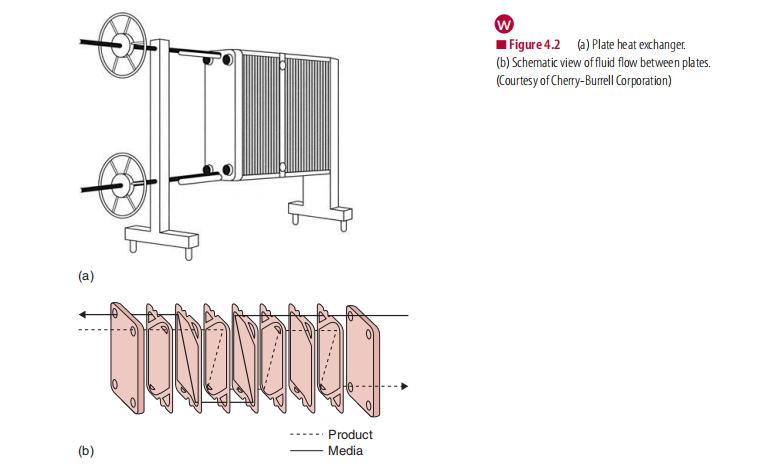 W
■ Figure 4.2 (a) Plate heat exchanger.
(b) Schematic view of fluid flow between plates.
(Courtesy of Cherry-Burrell Corporation)
(a)
Product
(b)
Media